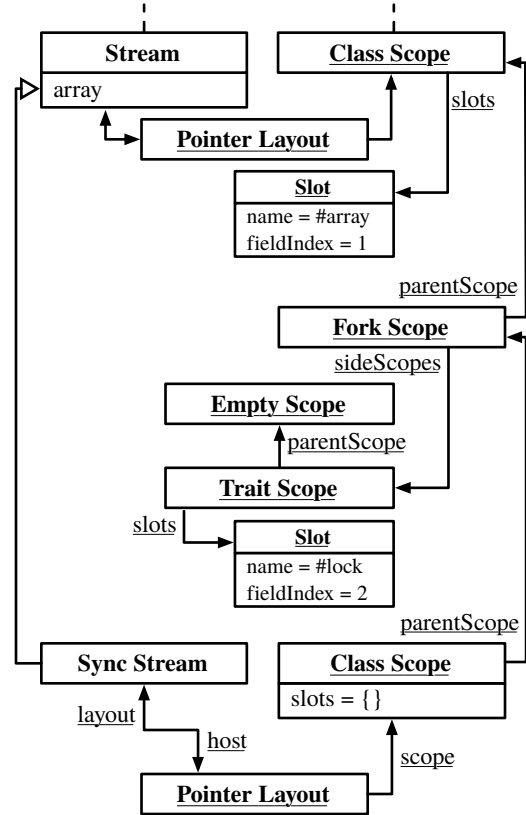 Stream
Class Scope
array
slots
Pointer Layout
Slot
name = #array
fieldIndex = 1
parentScope
Fork Scope
sideScopes
Empty Scope
parentScope
Trait Scope
slots
Slot
name = #lock
fieldIndex = 2
parentScope
Sync Stream
Class Scope
slots = {}
layout
host
scope
Pointer Layout